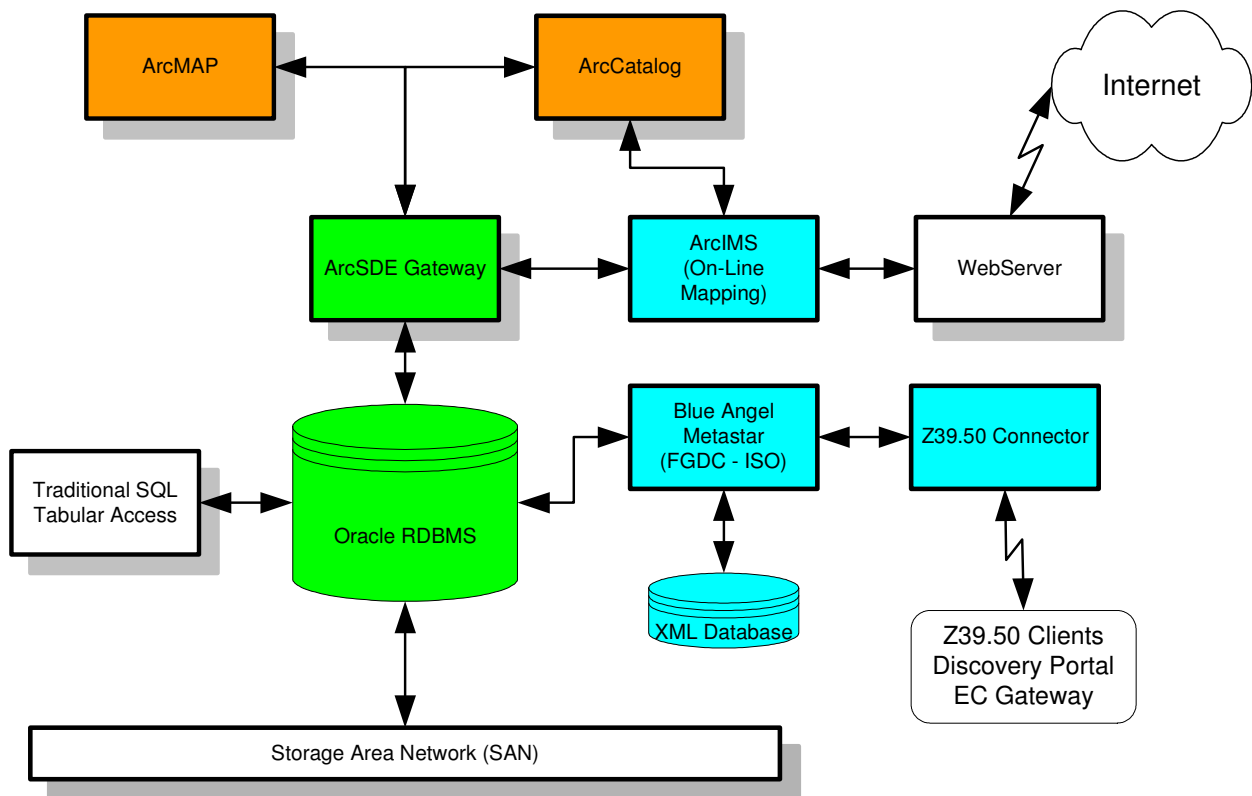 ArcMAP
ArcCatalog
Internet
ArcSDE Gateway
ArcIMS
(On-Line
Mapping)
WebServer
Traditional SQL
Tabular Access
Oracle RDBMS
Blue Angel
Metastar
(FGDC - ISO)
Z39.50 Connector
XML Database
Z39.50 Clients
Discovery Portal
EC Gateway
Storage Area Network (SAN)